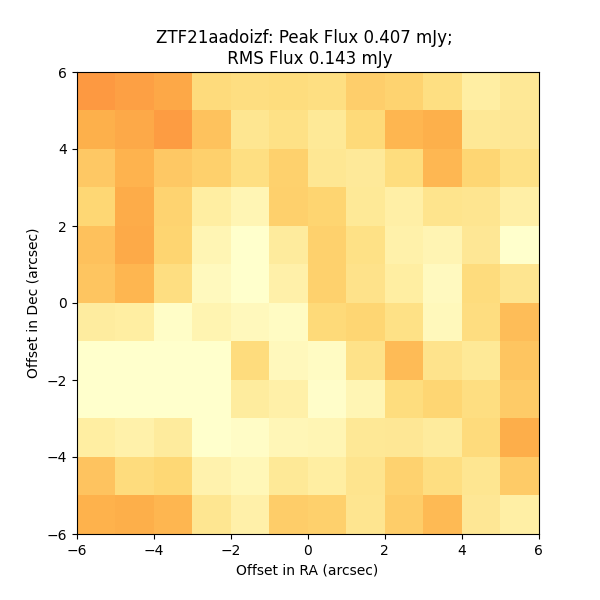 ZTF21aadoizf: Peak Flux 0.407 mJy;
RMS Flux 0.143 mJy
6
4
2
0
−2
−4
−6
Offset in Dec (arcsec)
−6 −4 −2 0 2 4 6
Offset in RA (arcsec)